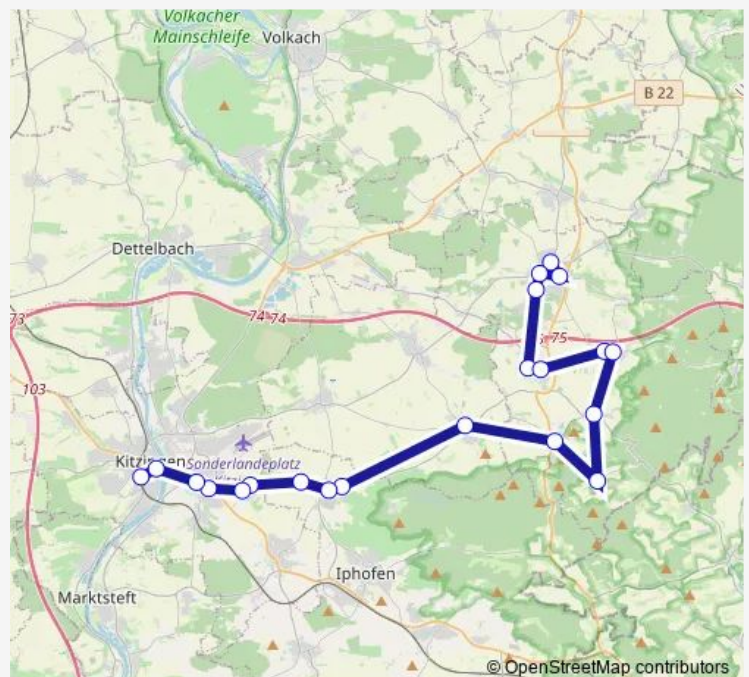 Volkacher
Mainschleife
Volkach
B 22
Dettelbach
73
74 74
75
103
Kitzingen
Sonderlandeplatz
Iphofen
Marktsteft
© OpenStreetMap contributors